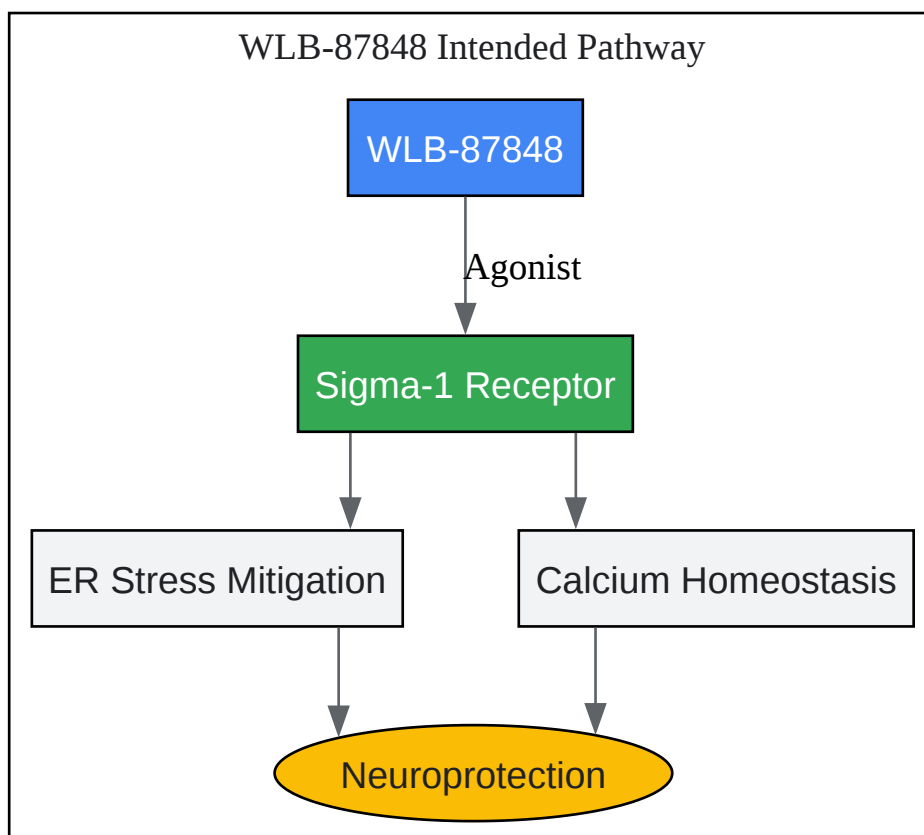 WLB-87848 Intended Pathway
WLB-87848
Agonist
Sigma-1 Receptor
ER Stress Mitigation
Calcium Homeostasis
Neuroprotection